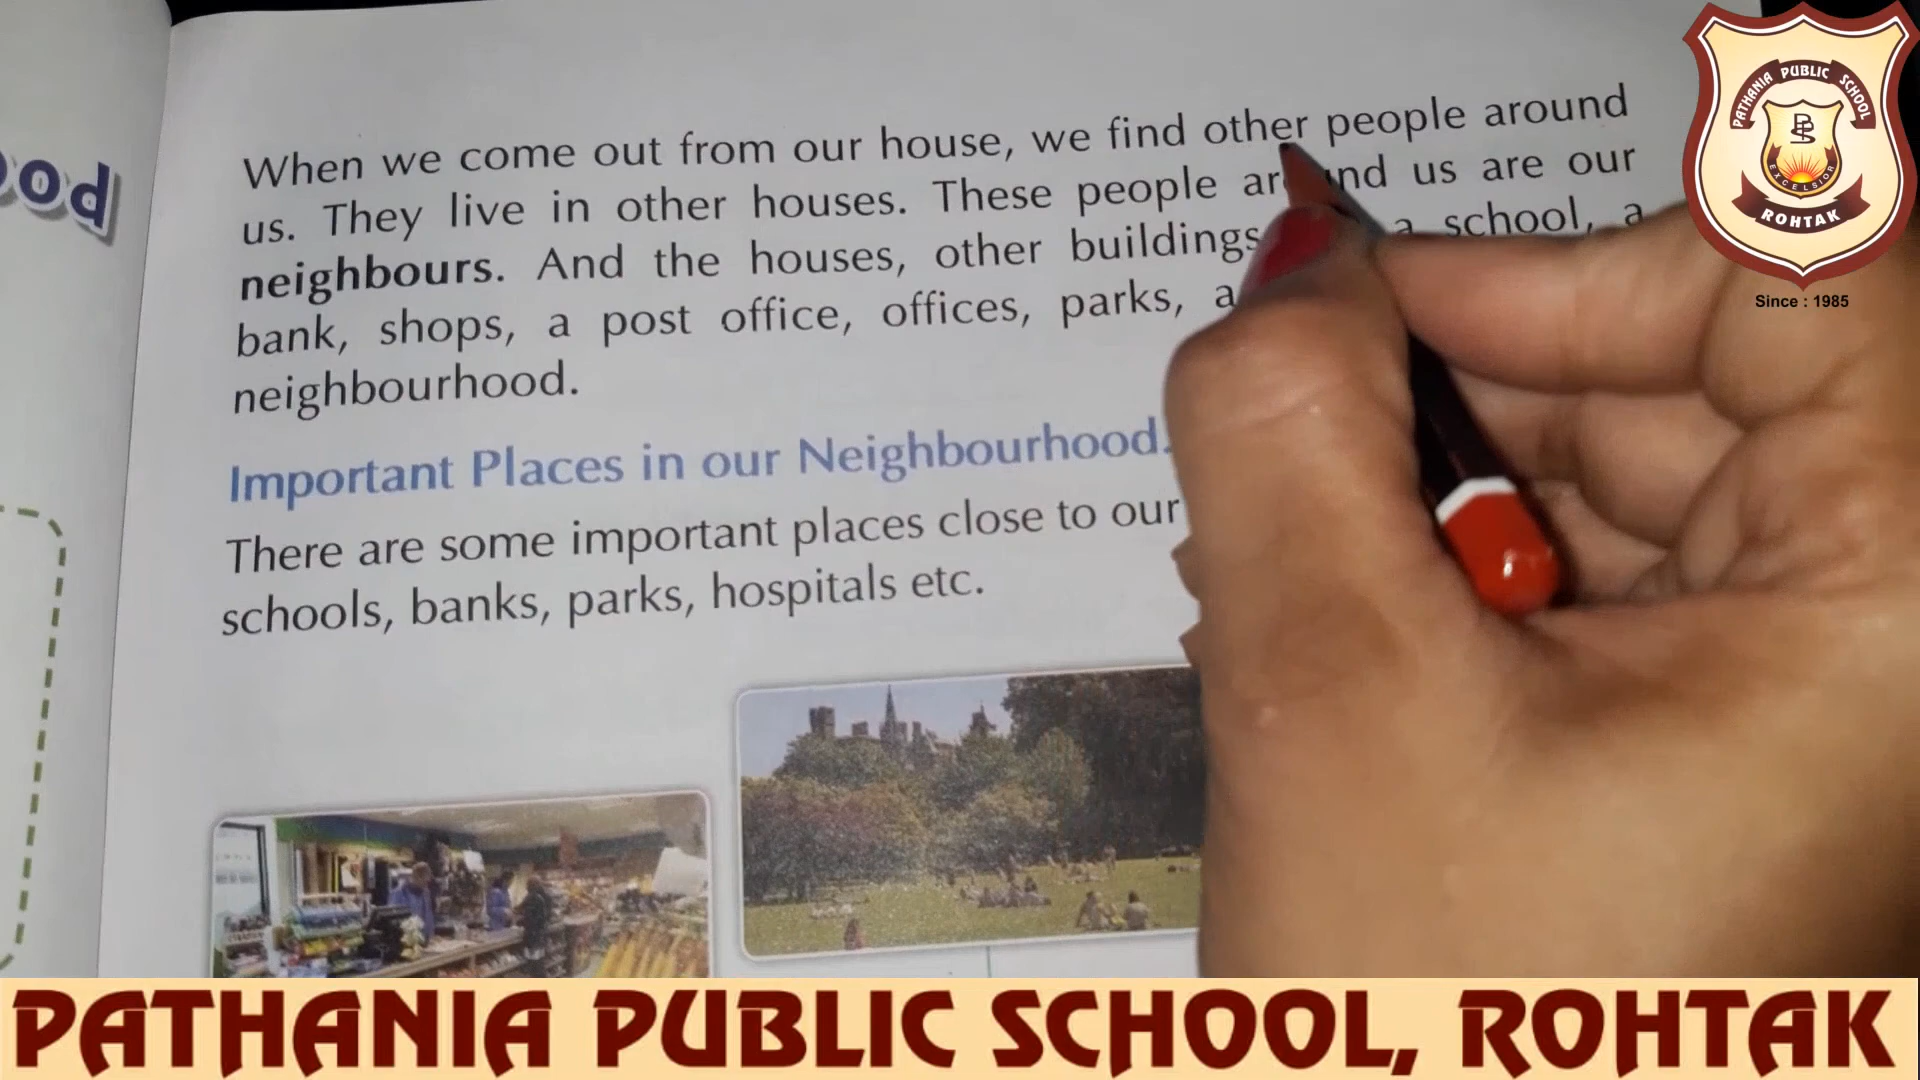 ood
When we come out from our house, we find other people around
us. They live in other houses. These people around us are our
neighbours. And the houses, other buildings a school, a
bank, shops, a post office, offices, parks, a
neighbourhood.
Important Places in our Neighbourhood.
There are some important places close to our
schools, banks, parks, hospitals etc.
PATHANIA PUBLIC SCHOOL
EXCELSIOR
ROHTAK
Since : 1985
PATHANIA PUBLIC SCHOOL, ROHTAK